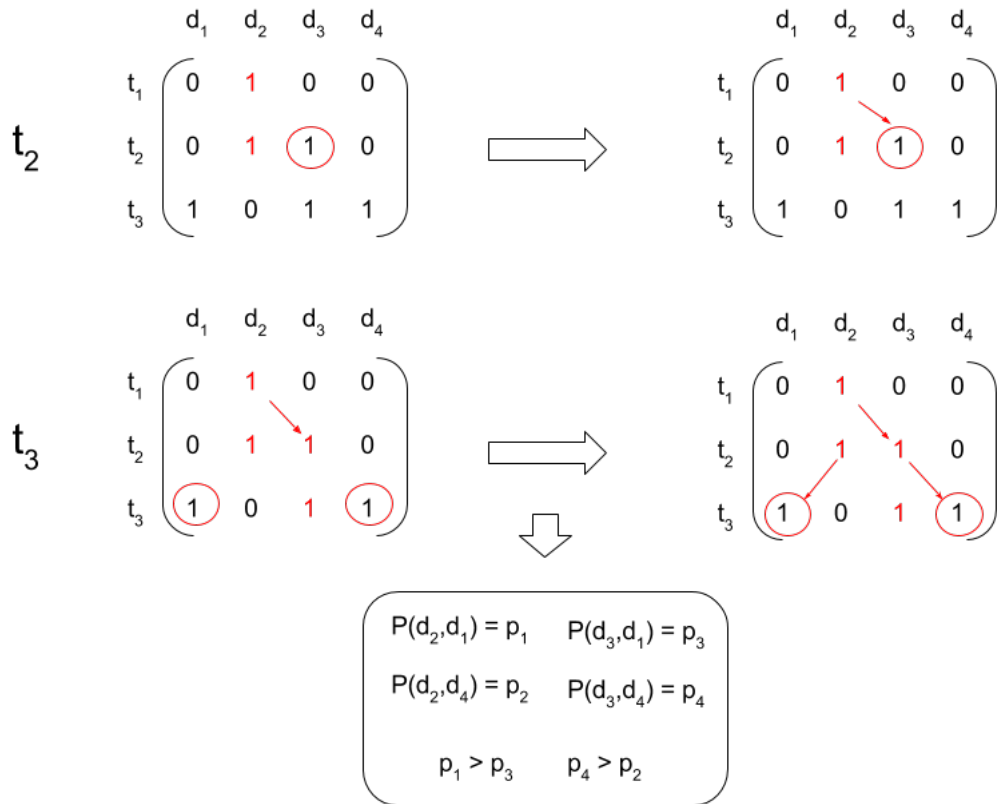 d₁ d₂ d₃ d₄ d₁ d₂ d₃ d₄
t₁ 0 1 0 0 t₁ 0 1 0 0
t₂ t₂ 0 1 1 0 t₂ 0 1 1 0
t₃ 1 0 1 1 t₃ 1 0 1 1
d₁ d₂ d₃ d₄ d₁ d₂ d₃ d₄
t₁ 0 1 0 0 t₁ 0 1 0 0
t₃ t₂ 0 1 1 0 t₂ 0 1 1 0
t₃ 1 0 1 1 t₃ 1 0 1 1
P(d₂,d₁) = p₁ P(d₃,d₁) = p₃
P(d₂,d₄) = p₂ P(d₃,d₄) = p₄
p₁ > p₃ p₄ > p₂